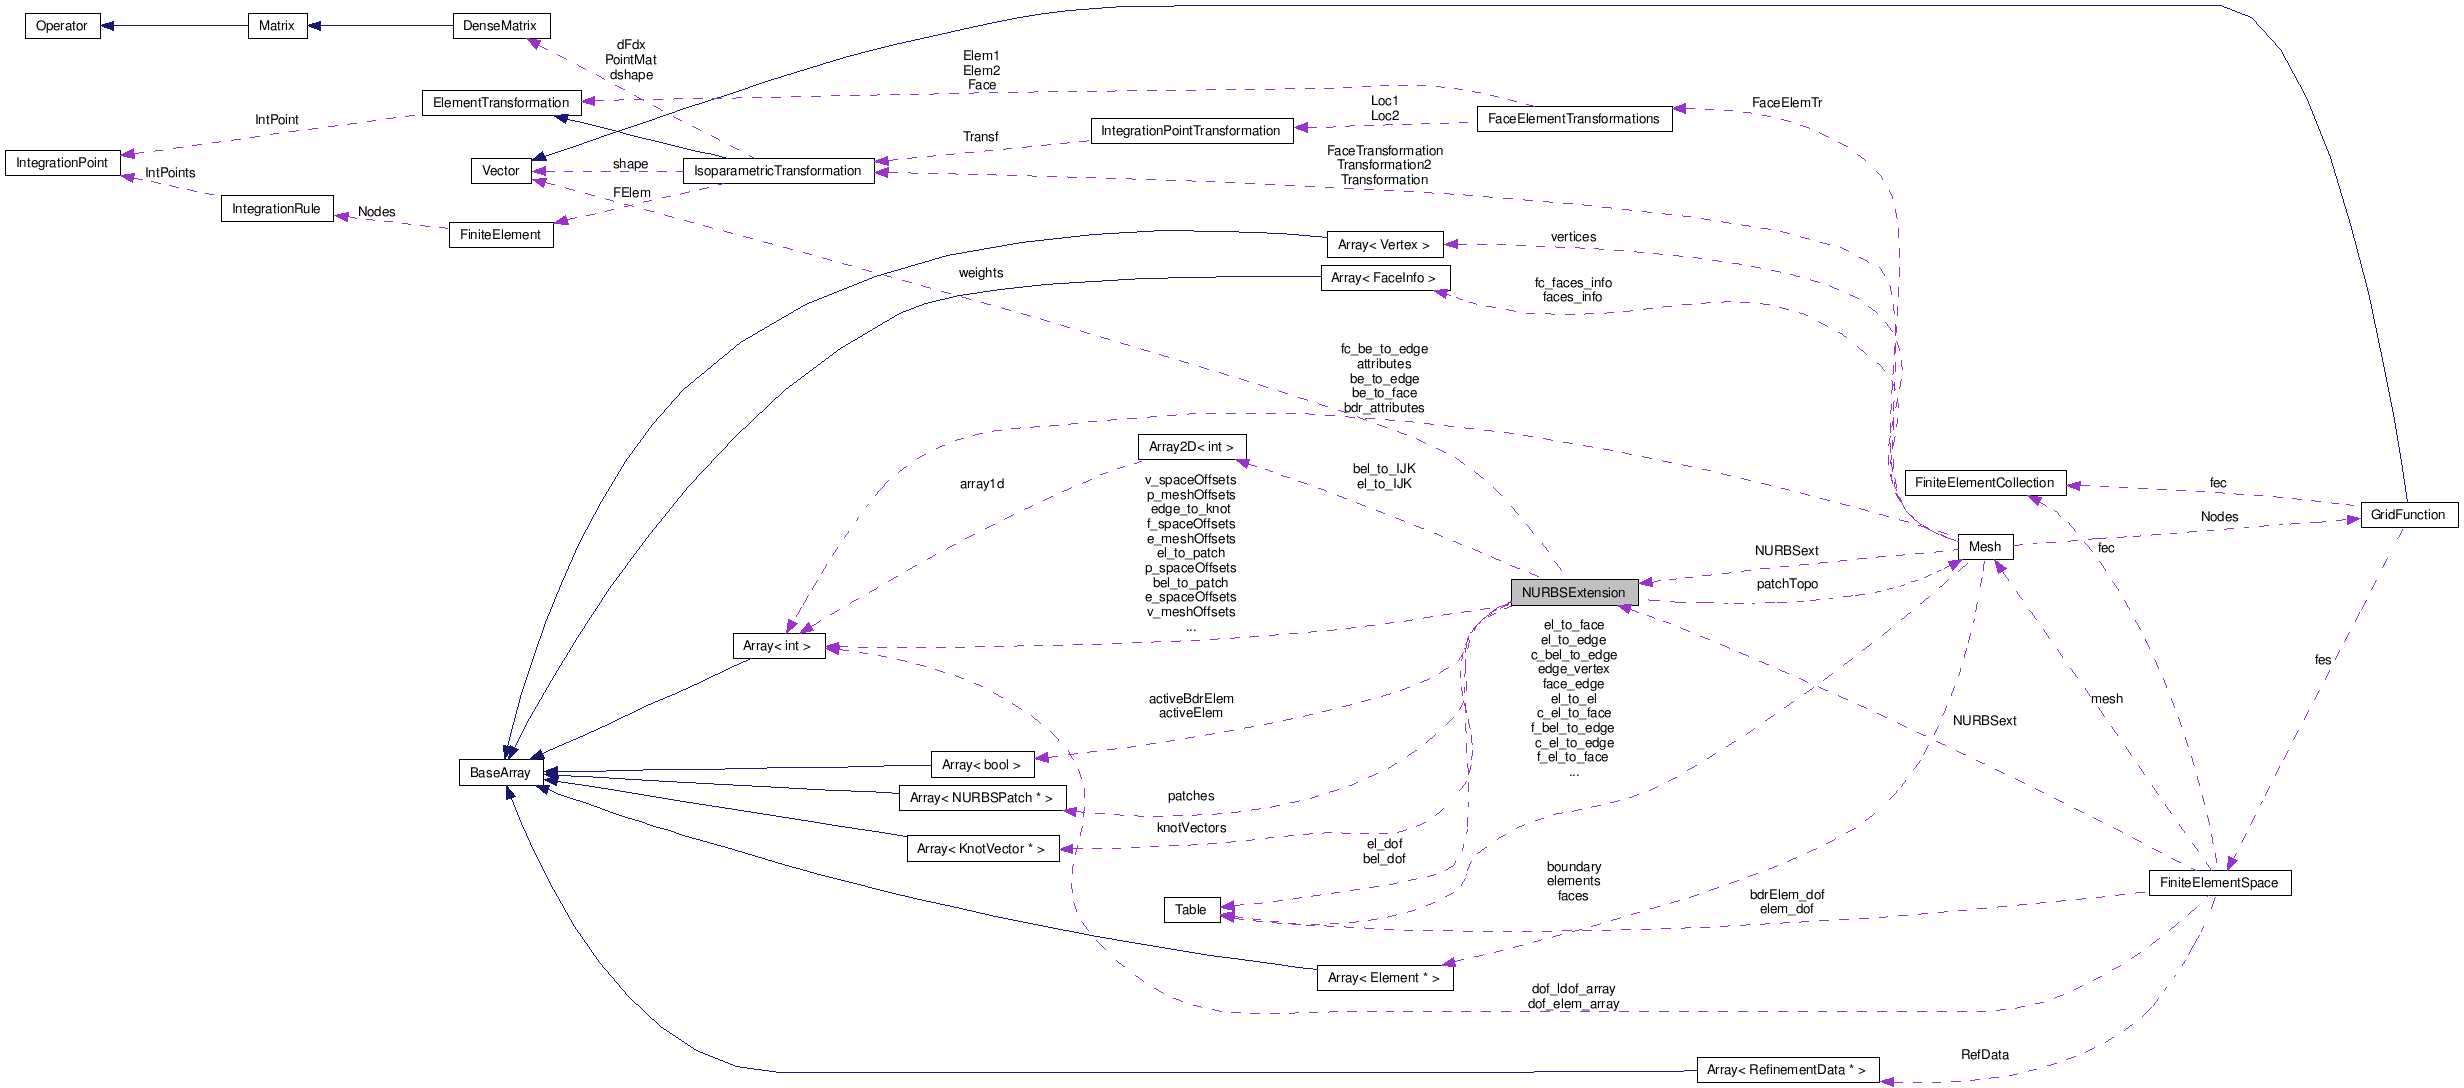 Operator
Matrix
DenseMatrix
dFdx
PointMat
dshape
Elem1
Elem2
Face
ElementTransformation
IntPoint
Loc1
Loc2
FaceElementTransformations
FaceElemTr
IntegrationPointTransformation
Transf
IntegrationPoint
IntPoints
Vector
shape
IsoparametricTransformation
FaceTransformation
Transformation2
Transformation
FElem
IntegrationRule
Nodes
FiniteElement
Array< Vertex >
vertices
weights
Array< FaceInfo >
fc_faces_info
faces_info
fc_be_to_edge
attributes
be_to_edge
be_to_face
bdr_attributes
Array2D< int >
bel_to_IJK
el_to_IJK
array1d
v_spaceOffsets
p_meshOffsets
edge_to_knot
f_spaceOffsets
e_meshOffsets
el_to_patch
p_spaceOffsets
bel_to_patch
e_spaceOffsets
v_meshOffsets
...
FiniteElementCollection
fec
GridFunction
Nodes
Mesh
fec
NURBSext
patchTopo
NURBSExtension
el_to_face
el_to_edge
c_bel_to_edge
edge_vertex
face_edge
el_to_el
c_el_to_face
f_bel_to_edge
c_el_to_edge
f_el_to_face
...
Array< int >
fes
mesh
NURBSext
activeBdrElem
activeElem
BaseArray
Array< bool >
Array< NURBSPatch * >
patches
knotVectors
Array< KnotVector * >
el_dof
bel_dof
boundary
elements
faces
FiniteElementSpace
Table
bdrElem_dof
elem_dof
Array< Element * >
dof_ldof_array
dof_elem_array
RefData
Array< RefinementData * >